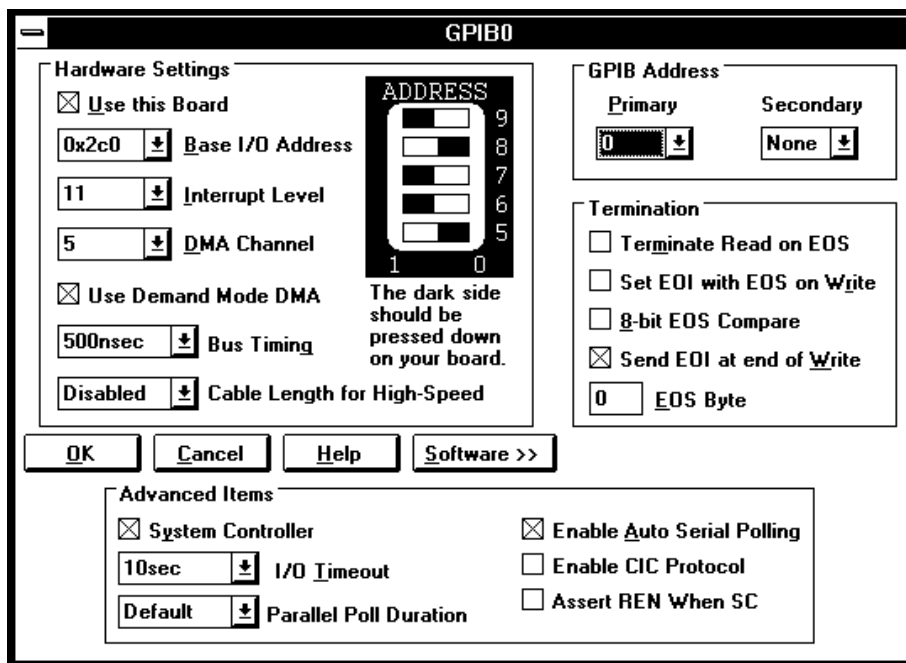 GPIB0
Hardware Settings
Use this Board
0x2c0 Base I/O Address
11 Interrupt Level
5 DMA Channel
Use Demand Mode DMA
500nsec Bus Timing
Disabled Cable Length for High-Speed
ADDRESS
9
8
7
6
5
1 0
The dark side
should be
pressed down
on your board.
GPIB Address
Primary Secondary
0 None
Termination
Terminate Read on EOS
Set EOI with EOS on Write
8-bit EOS Compare
Send EOI at end of Write
0 EOS Byte
OK Cancel Help Software >>
Advanced Items
System Controller
10sec I/O Timeout
Default Parallel Poll Duration
Enable Auto Serial Polling
Enable CIC Protocol
Assert REN When SC